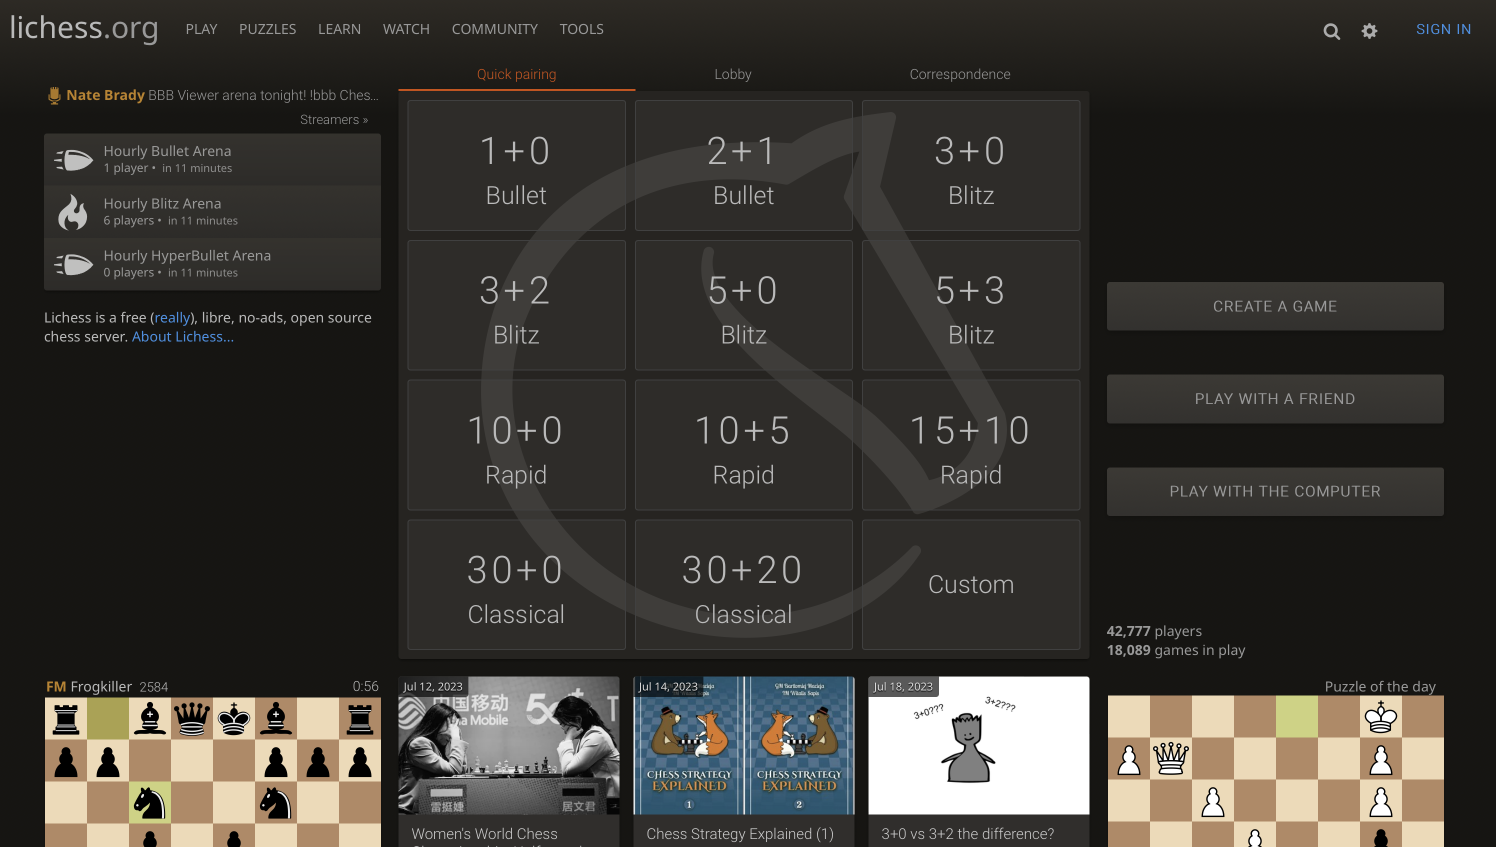 lichess.org
PLAY
PUZZLES
LEARN
WATCH
COMMUNITY
TOOLS
SIGN IN
Nate Brady BBB Viewer arena tonight! !bbb Ches...
Streamers »
Hourly Bullet Arena
1 player • in 11 minutes
Hourly Blitz Arena
6 players • in 11 minutes
Hourly HyperBullet Arena
0 players • in 11 minutes
Lichess is a free (really), libre, no-ads, open source
chess server. About Lichess...
Quick pairing
Lobby
Correspondence
1+0
Bullet
2+1
Bullet
3+0
Blitz
3+2
Blitz
5+0
Blitz
5+3
Blitz
10+0
Rapid
10+5
Rapid
15+10
Rapid
30+0
Classical
30+20
Classical
Custom
CREATE A GAME
PLAY WITH A FRIEND
PLAY WITH THE COMPUTER
42,777 players
18,089 games in play
FM Frogkiller 2584
0:56
Jul 12, 2023
中国移动
a Mobile
5G
雷挺婕
居文君
Women's World Chess
Jul 14, 2023
CHESS STRATEGY
EXPLAINED
1
CHESS STRATEGY
EXPLAINED
2
Chess Strategy Explained (1)
Jul 18, 2023
3+0???
3+2???
3+0 vs 3+2 the difference?
Puzzle of the day